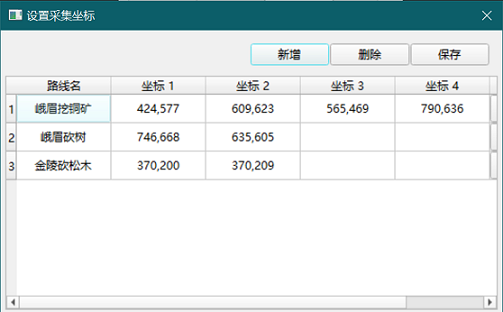 设置采集坐标
新增 删除 保存
路线名 坐标 1 坐标 2 坐标 3 坐标 4
1 峨眉挖铜矿 424,577 609,623 565,469 790,636
2 峨眉砍树 746,668 635,605
3 金陵砍松木 370,200 370,209